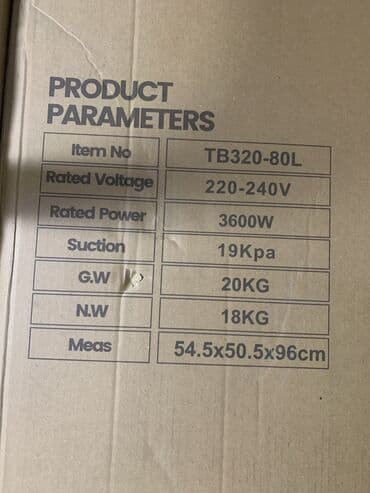 PRODUCT
PARAMETERS
Item No TB320-80L
Rated Voltage 220-240V
Rated Power 3600W
Suction 19Kpa
G.W 20KG
N.W 18KG
Meas 54.5x50.5x96cm